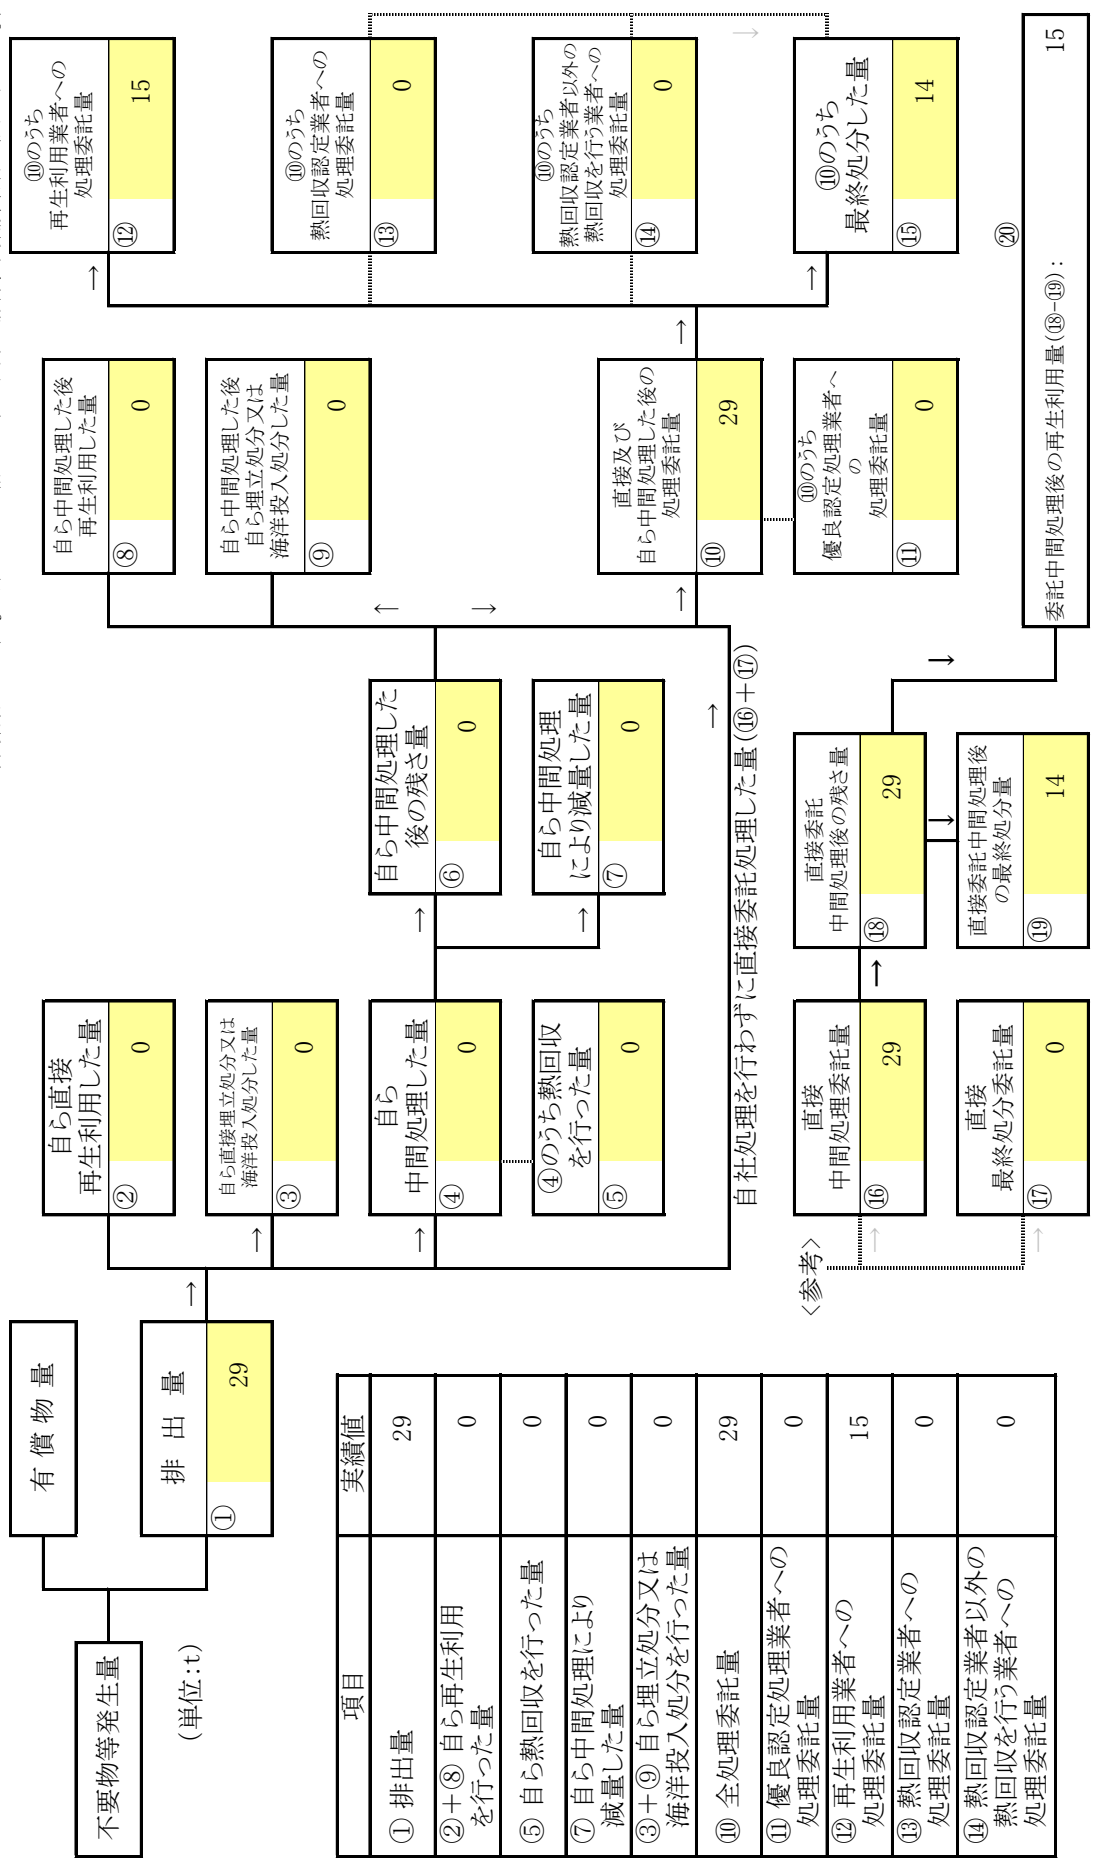 不要物等発生量
(単位:t)
有 償 物 量
排 出 量
① 29
自ら直接
再生利用した量
② 0
自ら直接埋立処分又は
海洋投入処分した量
③ 0
自ら
中間処理した量
④ 0
④のうち熱回収
を行った量
⑤ 0
自ら中間処理した
後の残さ量
⑥ 0
自ら中間処理
により減量した量
⑦ 0
自ら中間処理した後
再生利用した量
⑧ 0
自ら中間処理した後
自ら埋立処分又は
海洋投入処分した量
⑨ 0
直接及び
自ら中間処理した後の
処理委託量
⑩ 29
⑩のうち
優良認定処理業者へ
の
処理委託量
⑪ 0
⑩のうち
再生利用業者への
処理委託量
⑫ 15
⑩のうち
熱回収認定業者への
処理委託量
⑬ 0
⑩のうち
熱回収認定業者以外の
熱回収を行う業者への
処理委託量
⑭ 0
⑩のうち
最終処分した量
⑮ 14
自社処理を行わずに直接委託処理した量(⑯+⑰)
<参考>
直接
中間処理委託量
⑯ 29
直接
最終処分委託量
⑰ 0
直接委託
中間処理後の残さ量
⑱ 29
直接委託中間処理後
の最終処分量
⑲ 14
⑳
委託中間処理後の再生利用量(⑱-⑲): 15
項目 実績値
① 排出量 29
②+⑧ 自ら再生利用
を行った量 0
⑤ 自ら熱回収を行った量 0
⑦ 自ら中間処理により
減量した量 0
③+⑨ 自ら埋立処分又は
海洋投入処分を行った量 0
⑩ 全処理委託量 29
⑪ 優良認定処理業者への
処理委託量 0
⑫ 再生利用業者への
処理委託量 15
⑬ 熱回収認定業者への
処理委託量 0
⑭ 熱回収認定業者以外の
熱回収を行う業者への
処理委託量 0